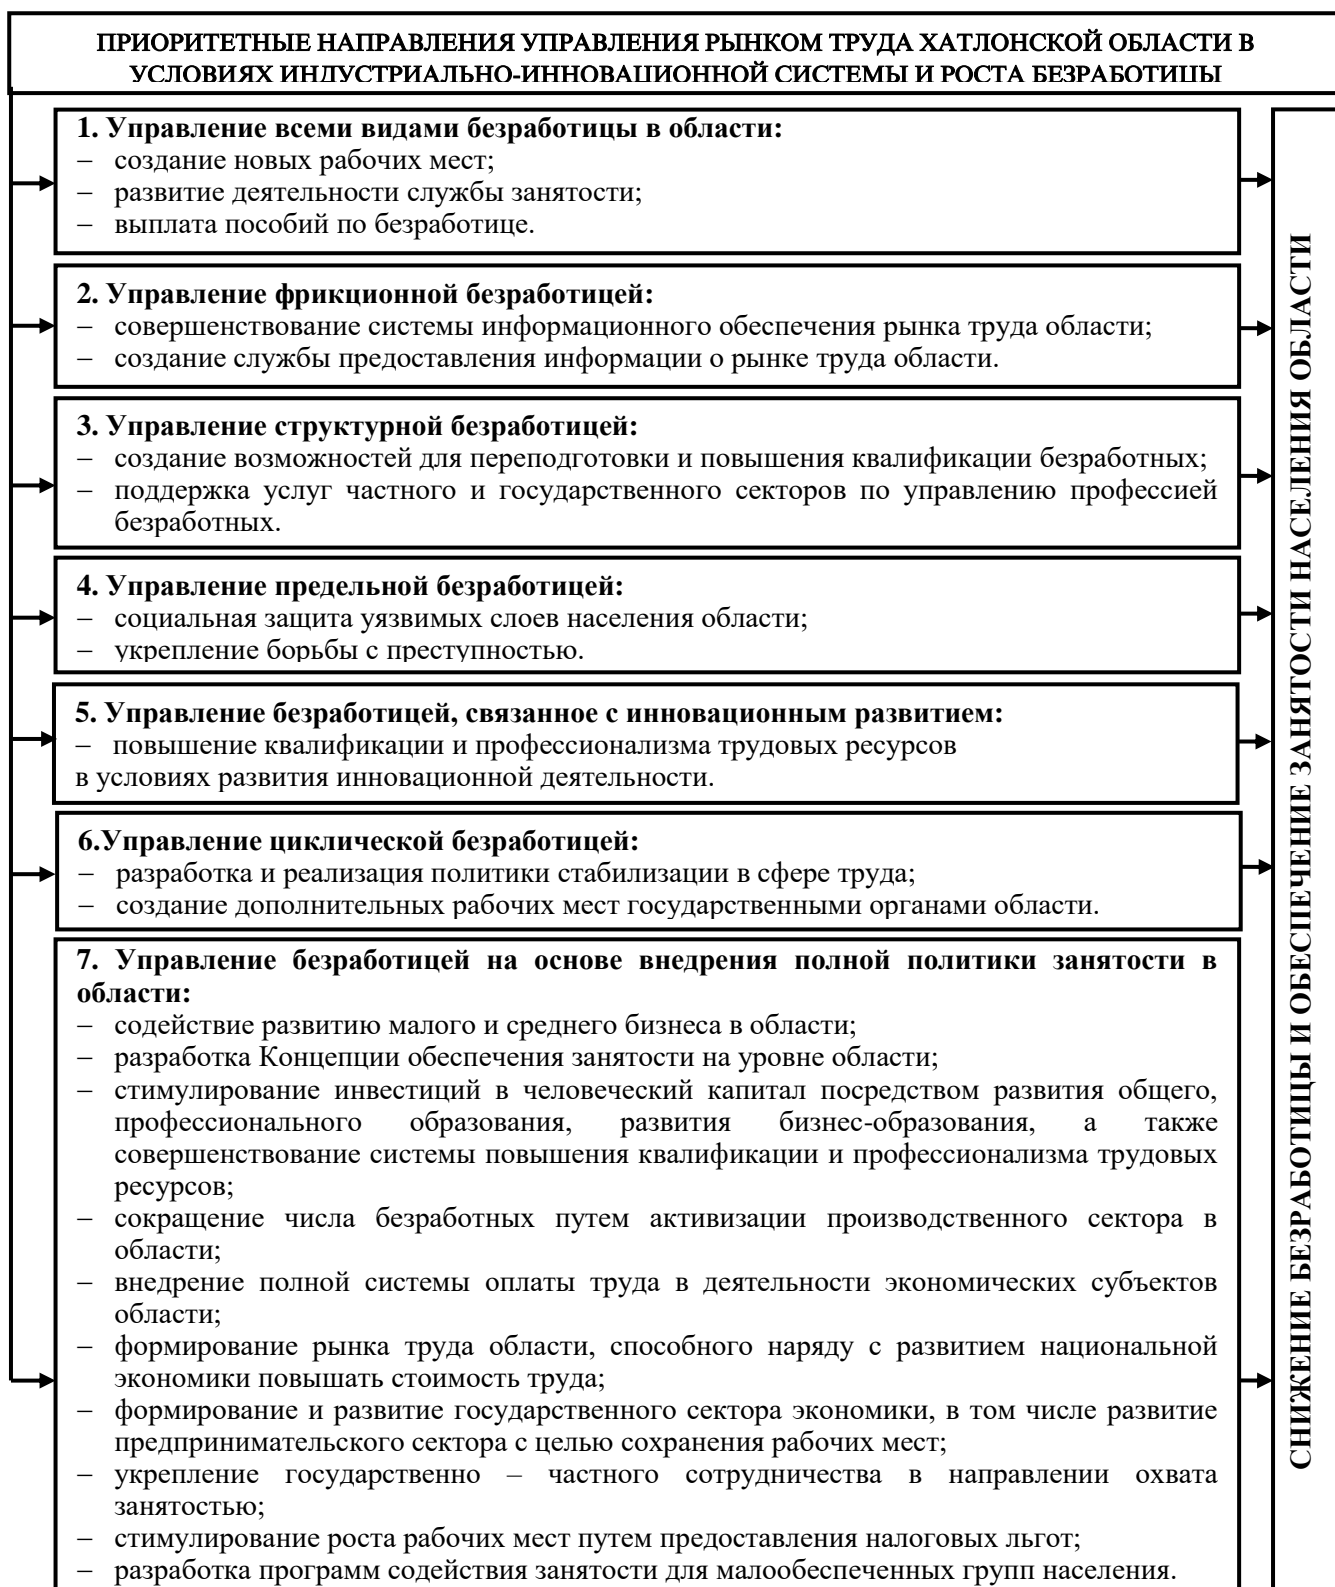 ПРИОРИТЕТНЫЕ НАПРАВЛЕНИЯ УПРАВЛЕНИЯ РЫНКОМ ТРУДА ХАТЛОНСКОЙ ОБЛАСТИ В
УСЛОВИЯХ ИНДУСТРИАЛЬНО-ИННОВАЦИОННОЙ СИСТЕМЫ И РОСТА БЕЗРАБОТИЦЫ
1. Управление всеми видами безработицы в области:
– создание новых рабочих мест;
– развитие деятельности службы занятости;
– выплата пособий по безработице.
2. Управление фрикционной безработицей:
– совершенствование системы информационного обеспечения рынка труда области;
– создание службы предоставления информации о рынке труда области.
3. Управление структурной безработицей:
– создание возможностей для переподготовки и повышения квалификации безработных;
– поддержка услуг частного и государственного секторов по управлению профессией
безработных.
4. Управление предельной безработицей:
– социальная защита уязвимых слоев населения области;
– укрепление борьбы с преступностью.
5. Управление безработицей, связанное с инновационным развитием:
– повышение квалификации и профессионализма трудовых ресурсов
в условиях развития инновационной деятельности.
6.Управление циклической безработицей:
– разработка и реализация политики стабилизации в сфере труда;
– создание дополнительных рабочих мест государственными органами области.
7. Управление безработицей на основе внедрения полной политики занятости в
области:
– содействие развитию малого и среднего бизнеса в области;
– разработка Концепции обеспечения занятости на уровне области;
– стимулирование инвестиций в человеческий капитал посредством развития общего,
профессионального образования, развития бизнес-образования, а также
совершенствование системы повышения квалификации и профессионализма трудовых
ресурсов;
– сокращение числа безработных путем активизации производственного сектора в
области;
– внедрение полной системы оплаты труда в деятельности экономических субъектов
области;
– формирование рынка труда области, способного наряду с развитием национальной
экономики повышать стоимость труда;
– формирование и развитие государственного сектора экономики, в том числе развитие
предпринимательского сектора с целью сохранения рабочих мест;
– укрепление государственно – частного сотрудничества в направлении охвата
занятостью;
– стимулирование роста рабочих мест путем предоставления налоговых льгот;
– разработка программ содействия занятости для малообеспеченных групп населения.
СНИЖЕНИЕ БЕЗРАБОТИЦЫ И ОБЕСПЕЧЕНИЕ ЗАНЯТОСТИ НАСЕЛЕНИЯ ОБЛАСТИ